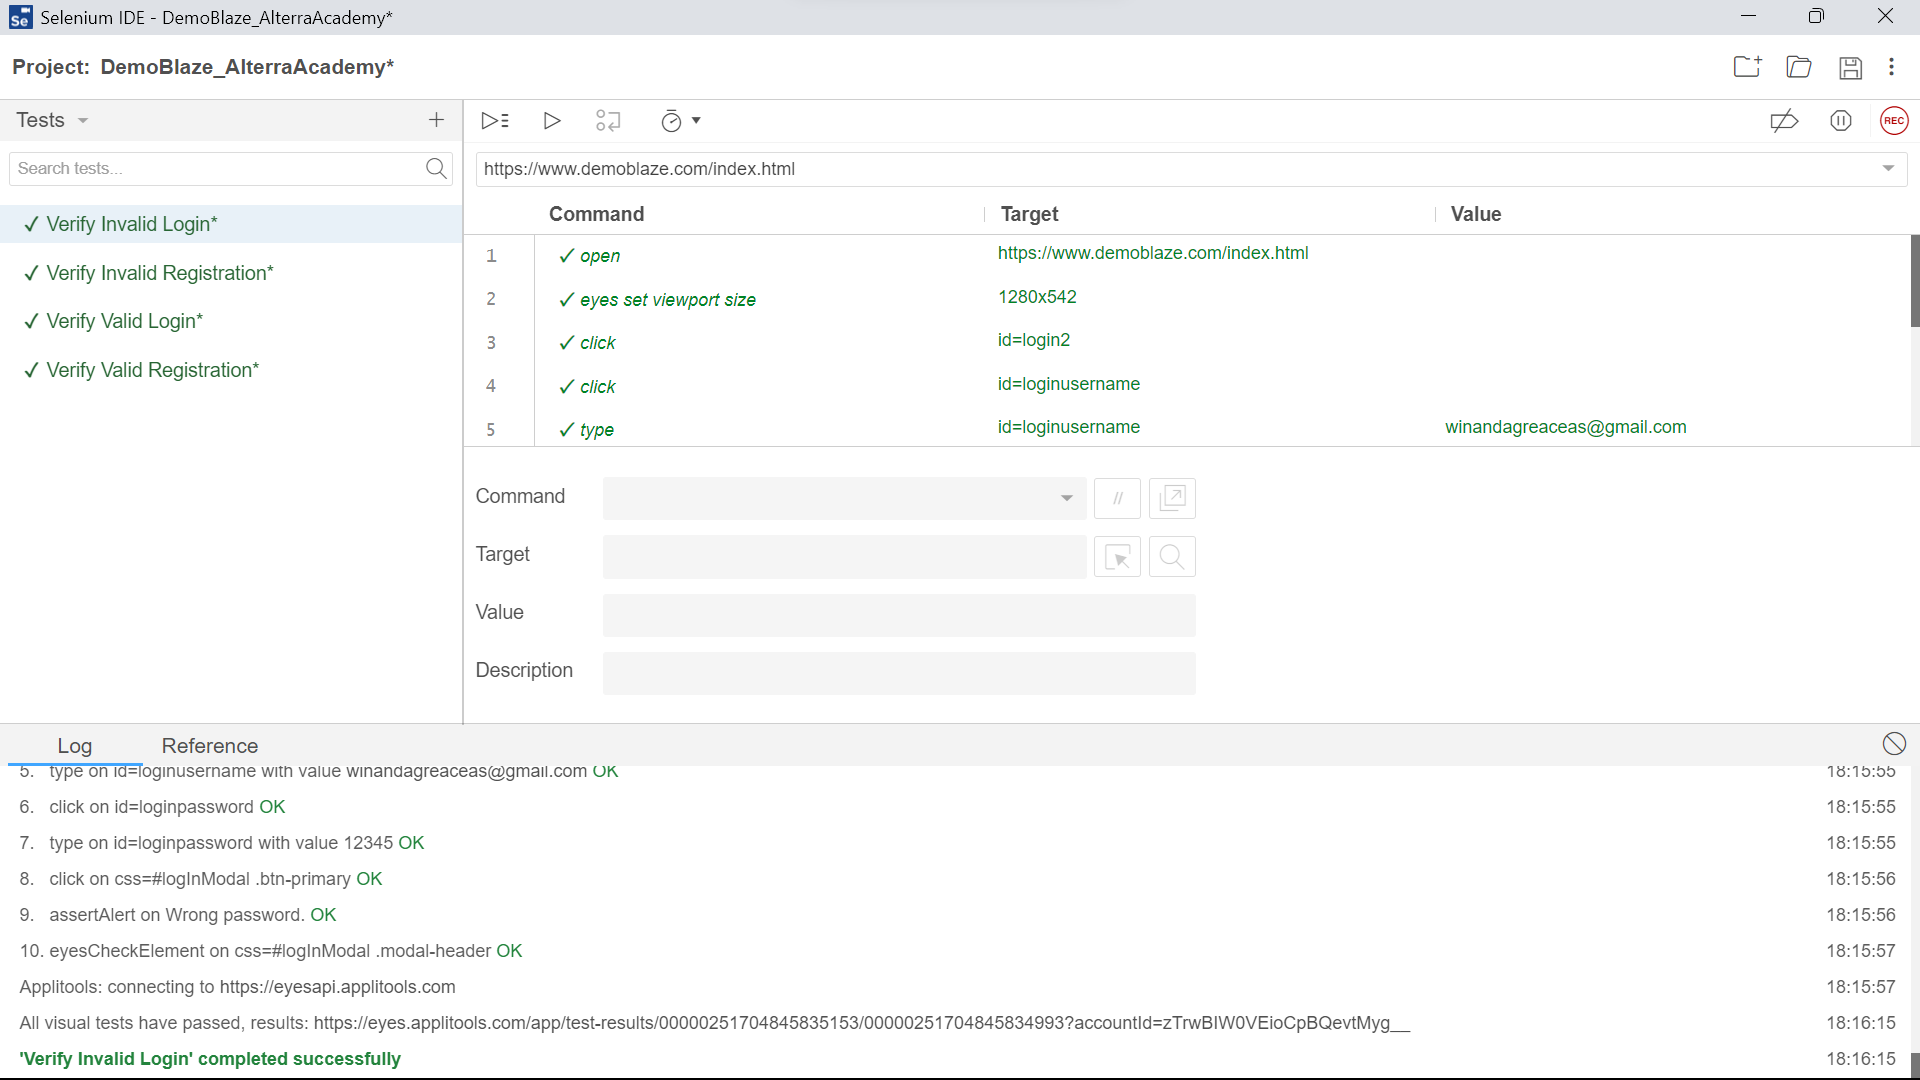 Selenium IDE - DemoBlaze_AlterraAcademy*
Project: DemoBlaze_AlterraAcademy*
Tests
REC
Search tests...
https://www.demoblaze.com/index.html
Command Target Value
✓ Verify Invalid Login*
✓ Verify Invalid Registration*
✓ Verify Valid Login*
✓ Verify Valid Registration*
1 ✓ open https://www.demoblaze.com/index.html
2 ✓ eyes set viewport size 1280x542
3 ✓ click id=login2
4 ✓ click id=loginusername
5 ✓ type id=loginusername winandagreaceas@gmail.com
Command //
Target
Value
Description
Log Reference
5. type on id=loginusername with value winandagreaceas@gmail.com OK 18:15:55
6. click on id=loginpassword OK 18:15:55
7. type on id=loginpassword with value 12345 OK 18:15:55
8. click on css=#logInModal .btn-primary OK 18:15:56
9. assertAlert on Wrong password. OK 18:15:56
10. eyesCheckElement on css=#logInModal .modal-header OK 18:15:57
Applitools: connecting to https://eyesapi.applitools.com 18:15:57
All visual tests have passed, results: https://eyes.applitools.com/app/test-results/00000251704845835153/00000251704845834993?accountId=zTrwBIW0VEioCpBQevtMyg__ 18:16:15
'Verify Invalid Login' completed successfully 18:16:15